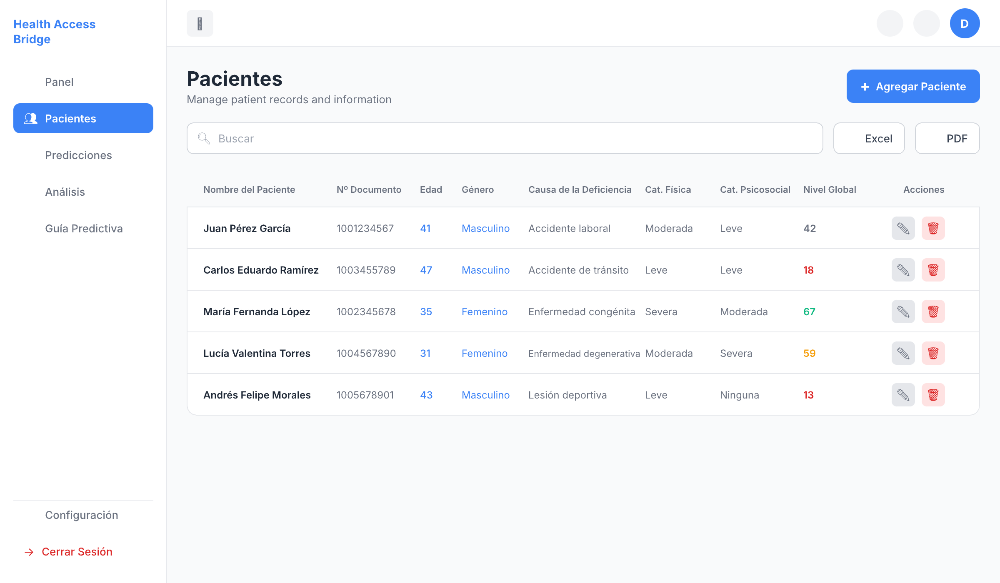 Health Access
Bridge
Panel
Pacientes
Predicciones
Análisis
Guía Predictiva
Configuración
→ Cerrar Sesión
D
Pacientes
Manage patient records and information
+ Agregar Paciente
Buscar
Excel
PDF
Nombre del Paciente Nº Documento Edad Género Causa de la Deficiencia Cat. Física Cat. Psicosocial Nivel Global Acciones
Juan Pérez García 1001234567 41 Masculino Accidente laboral Moderada Leve 42
Carlos Eduardo Ramírez 1003455789 47 Masculino Accidente de tránsito Leve Leve 18
María Fernanda López 1002345678 35 Femenino Enfermedad congénita Severa Moderada 67
Lucía Valentina Torres 1004567890 31 Femenino Enfermedad degenerativa Moderada Severa 59
Andrés Felipe Morales 1005678901 43 Masculino Lesión deportiva Leve Ninguna 13